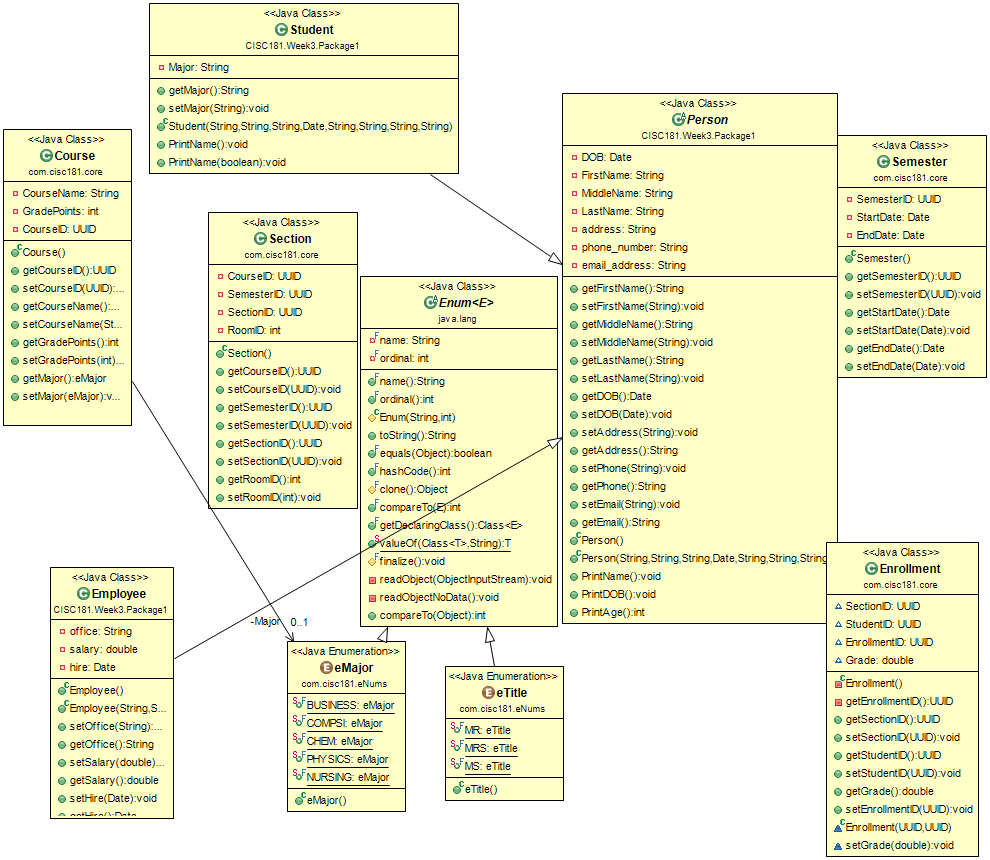 <<Java Class>>
Student
CISC181.Week3.Package1
Major: String
getMajor():String
setMajor(String):void
Student(String,String,String,Date,String,String,String,String)
PrintName():void
PrintName(boolean):void
<<Java Class>>
Course
com.cisc181.core
CourseName: String
GradePoints: int
CourseID: UUID
Course()
getCourseID():UUID
setCourseID(UUID):...
getCourseName():...
setCourseName(St...
getGradePoints():int
setGradePoints(int)...
getMajor():eMajor
setMajor(eMajor):v...
<<Java Class>>
Section
com.cisc181.core
CourseID: UUID
SemesterID: UUID
SectionID: UUID
RoomID: int
Section()
getCourseID():UUID
setCourseID(UUID):void
getSemesterID():UUID
setSemesterID(UUID):void
getSectionID():UUID
setSectionID(UUID):void
getRoomID():int
setRoomID(int):void
<<Java Class>>
Enum<E>
java.lang
name: String
ordinal: int
name():String
ordinal():int
Enum(String,int)
toString():String
equals(Object):boolean
hashCode():int
clone():Object
compareTo(E):int
getDeclaringClass():Class<E>
valueOf(Class<T>,String):T
finalize():void
readObject(ObjectInputStream):void
readObjectNoData():void
compareTo(Object):int
<<Java Class>>
Person
CISC181.Week3.Package1
DOB: Date
FirstName: String
MiddleName: String
LastName: String
address: String
phone_number: String
email_address: String
getFirstName():String
setFirstName(String):void
getMiddleName():String
setMiddleName(String):void
getLastName():String
setLastName(String):void
getDOB():Date
setDOB(Date):void
setAddress(String):void
getAddress():String
setPhone(String):void
getPhone():String
setEmail(String):void
getEmail():String
Person()
Person(String,String,String,Date,String,String,String
PrintName():void
PrintDOB():void
PrintAge():int
<<Java Class>>
Semester
com.cisc181.core
SemesterID: UUID
StartDate: Date
EndDate: Date
Semester()
getSemesterID():UUID
setSemesterID(UUID):void
getStartDate():Date
setStartDate(Date):void
getEndDate():Date
setEndDate(Date):void
<<Java Class>>
Employee
CISC181.Week3.Package1
office: String
salary: double
hire: Date
Employee()
Employee(String,S...
setOffice(String):...
getOffice():String
setSalary(double)...
getSalary():double
setHire(Date):void
getHire():Date
-Major 0..1
<<Java Enumeration>>
eMajor
com.cisc181.eNums
BUSINESS: eMajor
COMPSI: eMajor
CHEM: eMajor
PHYSICS: eMajor
NURSING: eMajor
eMajor()
<<Java Enumeration>>
eTitle
com.cisc181.eNums
MR: eTitle
MRS: eTitle
MS: eTitle
eTitle()
<<Java Class>>
Enrollment
com.cisc181.core
SectionID: UUID
StudentID: UUID
EnrollmentID: UUID
Grade: double
Enrollment()
getEnrollmentID():UUID
getSectionID():UUID
setSectionID(UUID):void
getStudentID():UUID
setStudentID(UUID):void
getGrade():double
setEnrollmentID(UUID):void
Enrollment(UUID,UUID)
setGrade(double):void